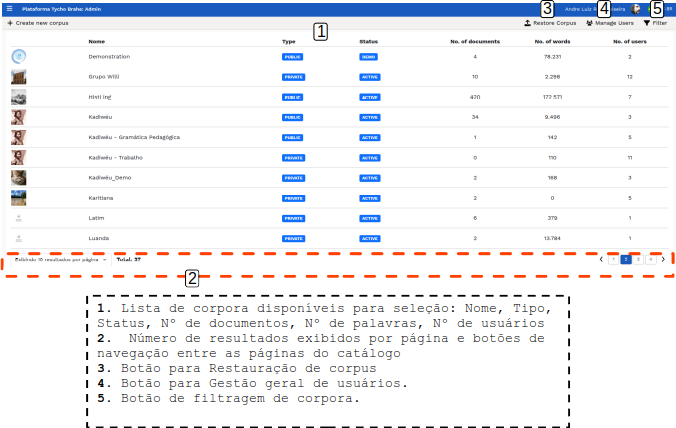 Plataforma Tycho Brahe: Admin
3 4 5
+ Create new corpus
1
Restore Corpus Manage Users Filter
Name Type Status No. of documents No. of words No. of users
Demonstration PUBLIC DEMO 4 78.231 2
Grupo Willi PRIVATE ACTIVE 10 2.298 12
PUBLIC ACTIVE 420 172.571 7
Kadiwéu PUBLIC ACTIVE 34 9.496 3
Kadiwéu - Gramática Pedagógica PUBLIC ACTIVE 1 142 5
Kadiwéu - Trabalho PRIVATE ACTIVE 0 110 11
Kadiwéu_Demo PRIVATE ACTIVE 2 168 3
Karitiana PRIVATE ACTIVE 2 0 5
Latim PRIVATE ACTIVE 6 379 1
Luanda PRIVATE ACTIVE 2 13.784 1
Exibindo 10 resultados por página Total: 37 1 2 3 4
2
1. Lista de corpora disponíveis para seleção: Nome, Tipo,
Status, Nº de documentos, Nº de palavras, Nº de usuários
2. Número de resultados exibidos por página e botões de
navegação entre as páginas do catálogo
3. Botão para Restauração de corpus
4. Botão para Gestão geral de usuários.
5. Botão de filtragem de corpora.